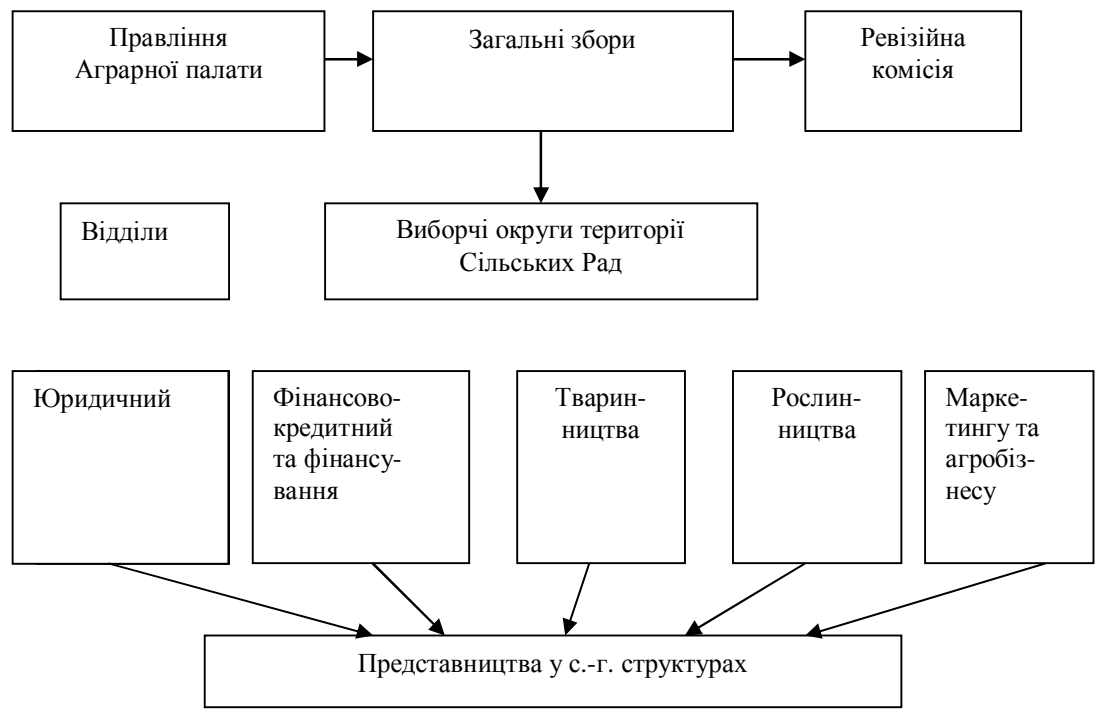 Правління
Аграрної палати
Загальні збори
Ревізійна
комісія
Відділи
Виборчі округи території
Сільських Рад
Юридичний
Фінансово-
кредитний
та фінансу-
вання
Тварин-
ництва
Рослин-
ництва
Марке-
тингу та
агробіз-
несу
Представництва у с.-г. структурах